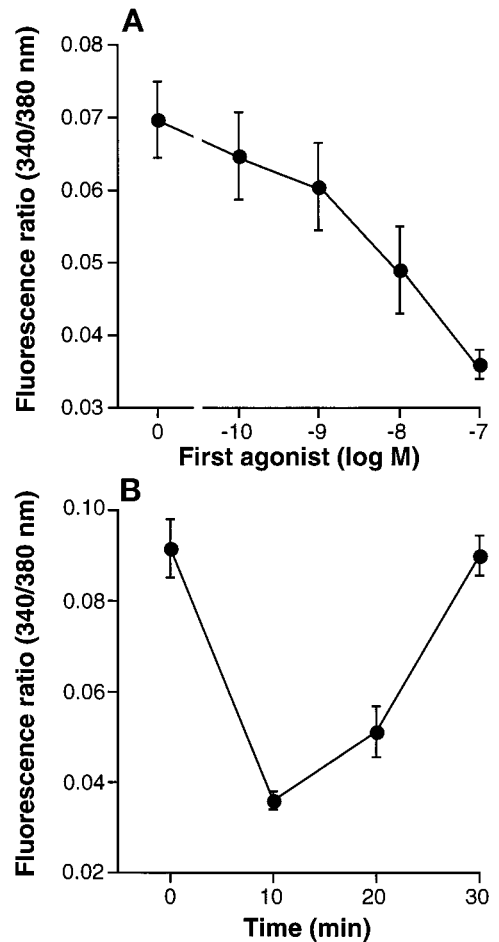 A
Fluorescence ratio (340/380 nm)
0.08
0.07
0.06
0.05
0.04
0.03
0 -10 -9 -8 -7
First agonist (log M)
B
Fluorescence ratio (340/380 nm)
0.10
0.08
0.06
0.04
0.02
0 10 20 30
Time (min)